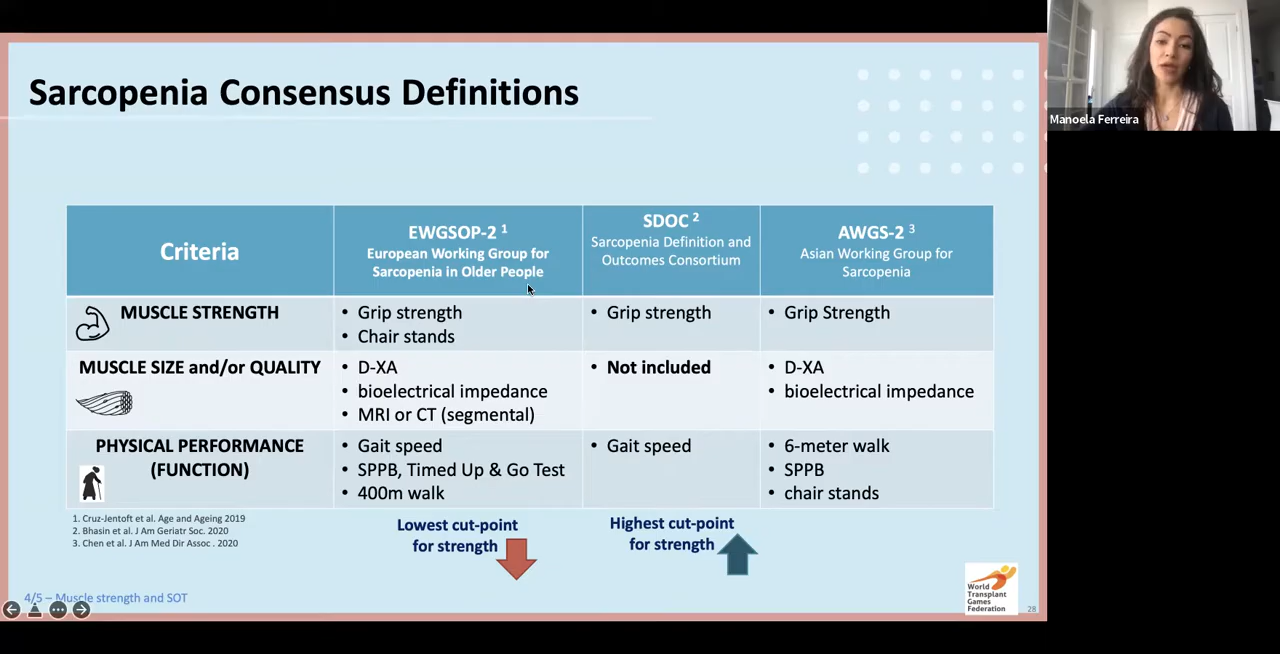 Sarcopenia Consensus Definitions
Manoela Ferreira
Criteria
EWGSOP-2 1
European Working Group for
Sarcopenia in Older People
SDOC 2
Sarcopenia Definition and
Outcomes Consortium
AWGS-2 3
Asian Working Group for
Sarcopenia
MUSCLE STRENGTH
• Grip strength
• Chair stands
• Grip strength
• Grip Strength
MUSCLE SIZE and/or QUALITY
• D-XA
• bioelectrical impedance
• MRI or CT (segmental)
• Not included
• D-XA
• bioelectrical impedance
PHYSICAL PERFORMANCE
(FUNCTION)
• Gait speed
• SPPB, Timed Up & Go Test
• 400m walk
• Gait speed
• 6-meter walk
• SPPB
• chair stands
1. Cruz-Jentoft et al. Age and Ageing 2019
2. Bhasin et al. J Am Geriatr Soc. 2020
3. Chen et al. J Am Med Dir Assoc . 2020
Lowest cut-point
for strength
Highest cut-point
for strength
4/5 – Muscle strength and SOT
World
Transplant
Games
Federation
28